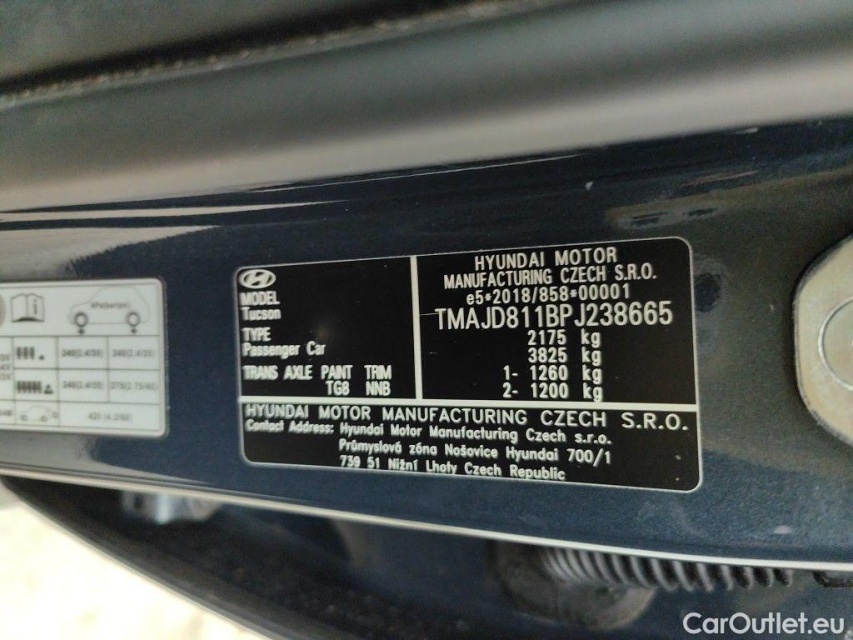 HYUNDAI MOTOR
MANUFACTURING CZECH S.R.O.
e5*2018/858*00001
TMAJD811BPJ238665
2175 kg
3825 kg
1- 1260 kg
2- 1200 kg
MODEL
Tucson
TYPE
Passenger Car
TRANS AXLE PAINT TRIM
TG8 NNB
HYUNDAI MOTOR MANUFACTURING CZECH S.R.O.
Contact Address: Hyundai Motor Manufacturing Czech s.r.o.
Průmyslová zóna Nošovice Hyundai 700/1
739 51 Nižní Lhoty Czech Republic
CarOutlet.eu